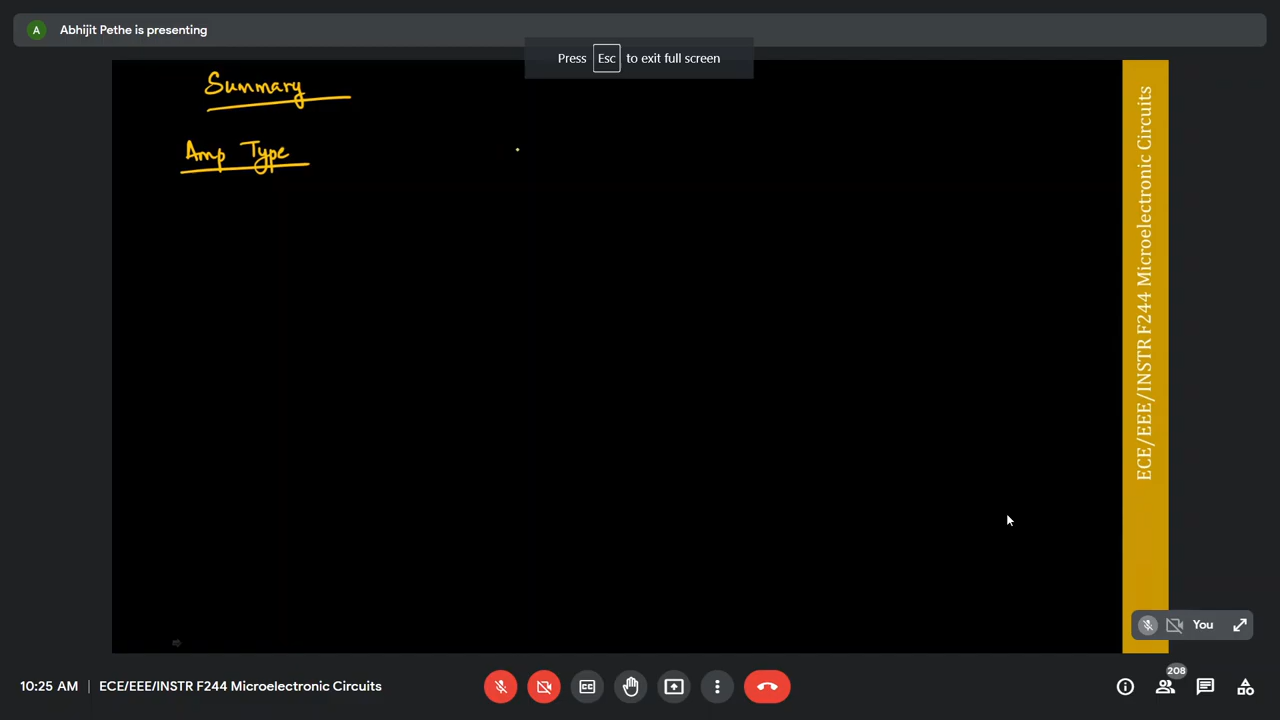 A Abhijit Pethe is presenting
Press Esc to exit full screen
Summary
Amp Type
ECE/EEE/INSTR F244 Microelectronic Circuits
You
10:25 AM | ECE/EEE/INSTR F244 Microelectronic Circuits
CC
208